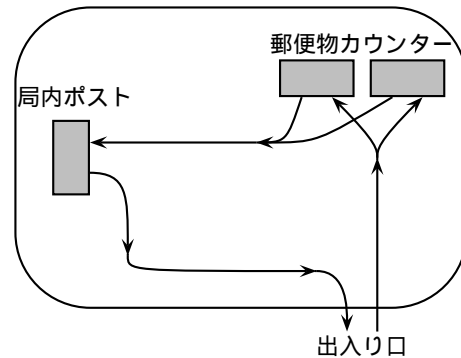 郵便物カウンター
局内ポスト
出入り口